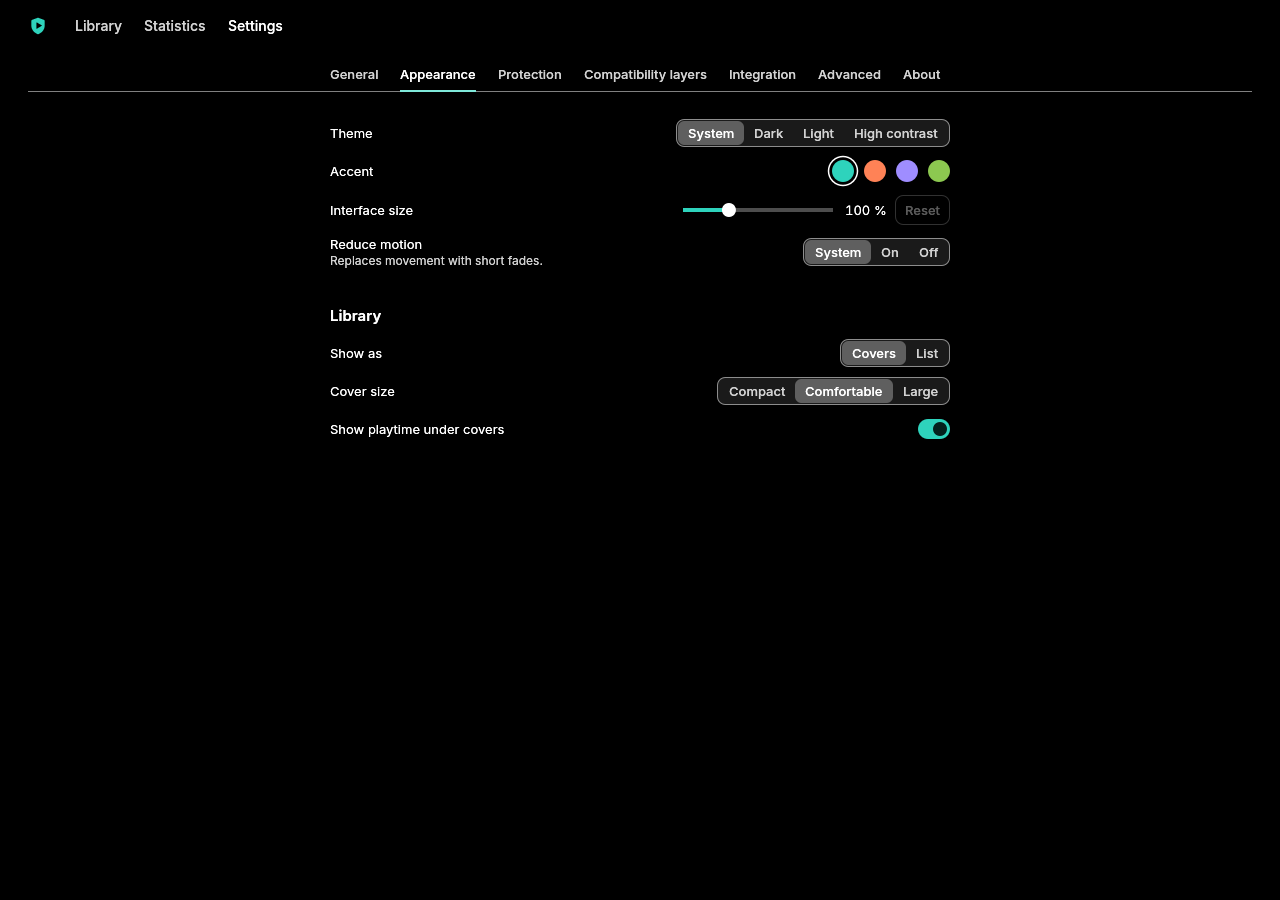 Library Statistics Settings
General Appearance Protection Compatibility layers Integration Advanced About
Theme System Dark Light High contrast
Accent
Interface size 100 % Reset
Reduce motion System On Off
Replaces movement with short fades.
Library
Show as Covers List
Cover size Compact Comfortable Large
Show playtime under covers